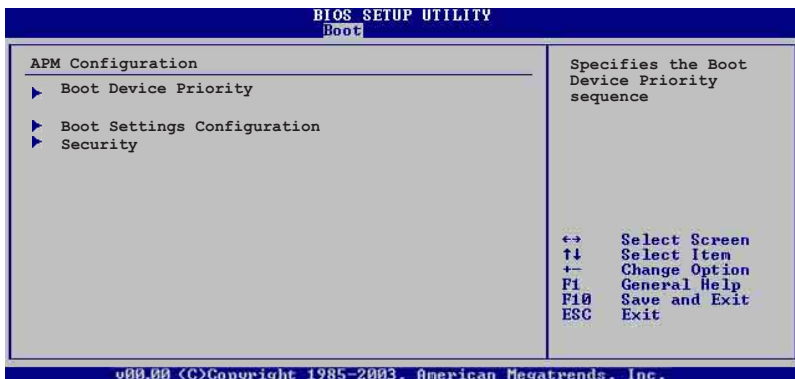 BIOS SETUP UTILITY
Boot
APM Configuration
Boot Device Priority
Boot Settings Configuration
Security
Specifies the Boot
Device Priority
sequence
←→ Select Screen
↑↓ Select Item
+- Change Option
F1 General Help
F10 Save and Exit
ESC Exit
v00.00 (C)Copyright 1985-2003, American Megatrends, Inc.